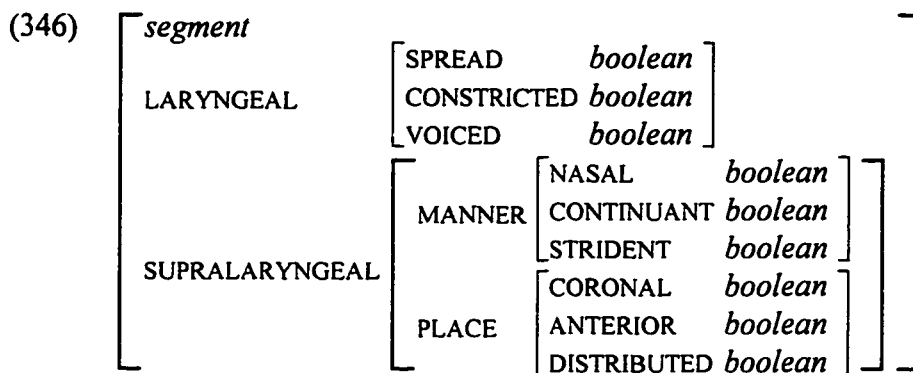 (346) segment
SPREAD boolean
LARYNGEAL CONSTRICTED boolean
VOICED boolean
NASAL boolean
MANNER CONTINUANT boolean
STRIDENT boolean
SUPRALARYNGEAL
CORONAL boolean
PLACE ANTERIOR boolean
DISTRIBUTED boolean